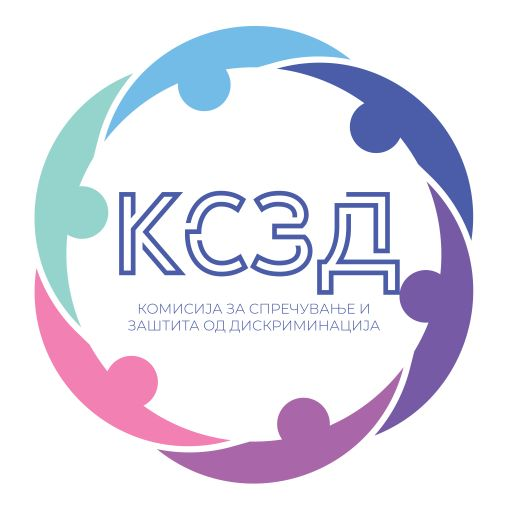 КСЗД
КОМИСИЈА ЗА СПРЕЧУВАЊЕ И
ЗАШТИТА ОД ДИСКРИМИНАЦИЈА